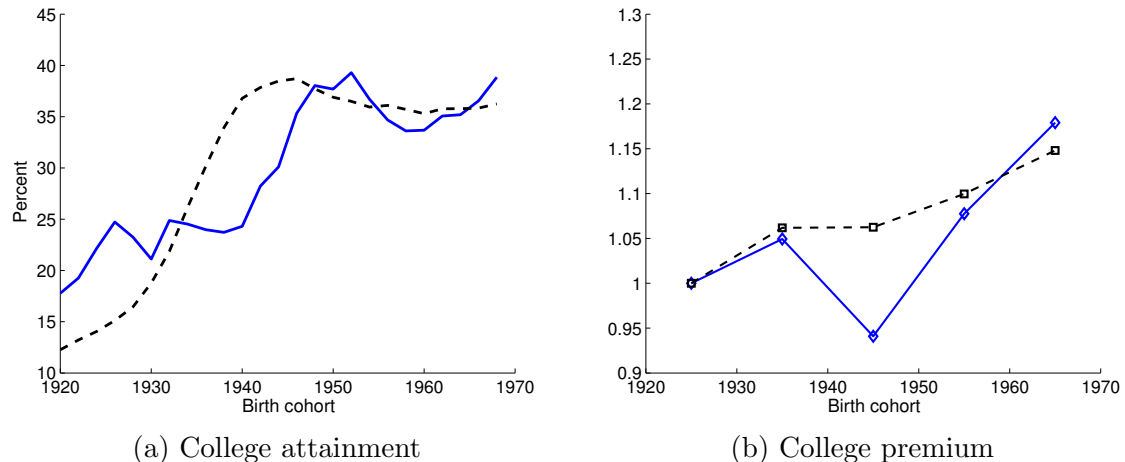 45
40
35
30
25
20
15
10
Percent
1920 1930 1940 1950 1960 1970
Birth cohort
(a) College attainment
1.3
1.25
1.2
1.15
1.1
1.05
1
0.95
0.9
1920 1930 1940 1950 1960 1970
Birth cohort
(b) College premium